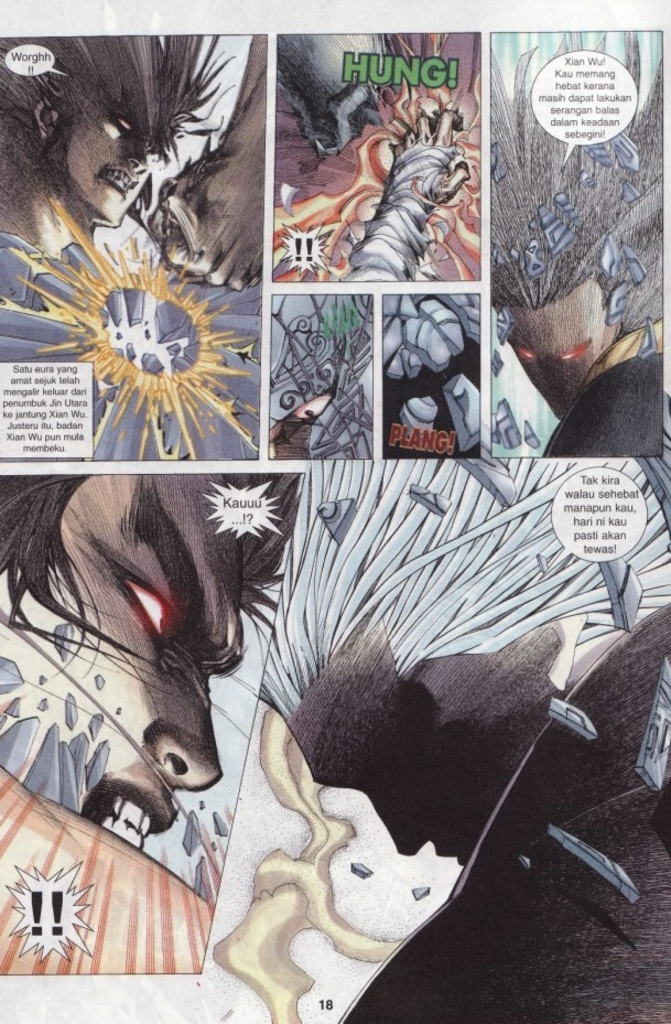 Worghh
!!
Satu eura yang
amat sejuk telah
mengalir keluar dari
penumbuk Jin Utara
ke jantung Xian Wu.
Justeru itu, badan
Xian Wu pun mula
membeku.
HUNG!
!!
PLANG!
Xian Wu!
Kau memang
hebat kerana
masih dapat lakukan
serangan balas
dalam keadaan
sebegini!
Kauuu
...!?
!!
Tak kira
walau sehebat
manapun kau,
hari ni kau
pasti akan
tewas!
18